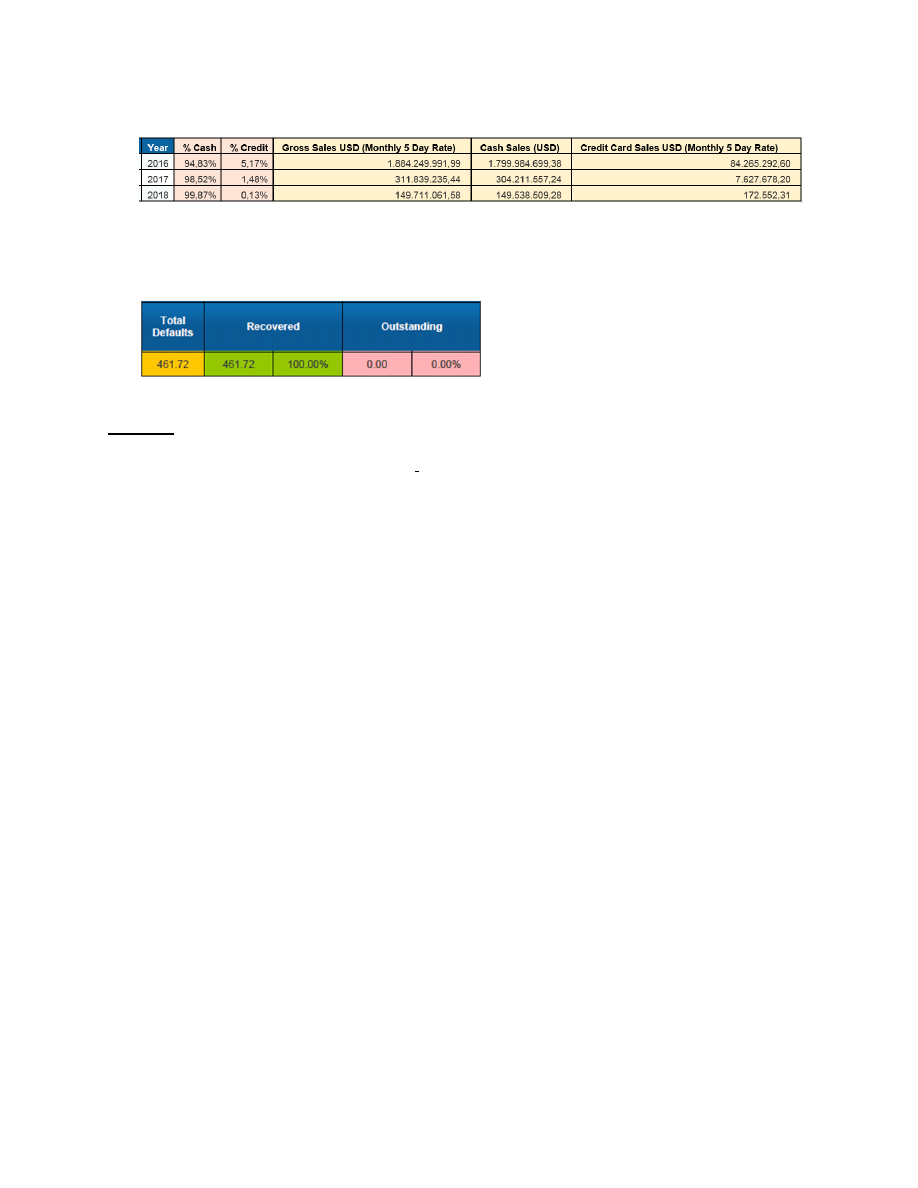 Year % Cash % Credit Gross Sales USD (Monthly 5 Day Rate) Cash Sales (USD) Credit Card Sales USD (Monthly 5 Day Rate)
2016 94,83% 5,17% 1.884.249.991,99 1.799.984.699,38 84.265.292,60
2017 98,52% 1,48% 311.839.235,44 304.211.557,24 7.627.678,20
2018 99,87% 0,13% 149.711.061,58 149.538.509,28 172.552,31
Total Defaults Recovered Outstanding
461.72 461.72 100.00% 0.00 0.00%